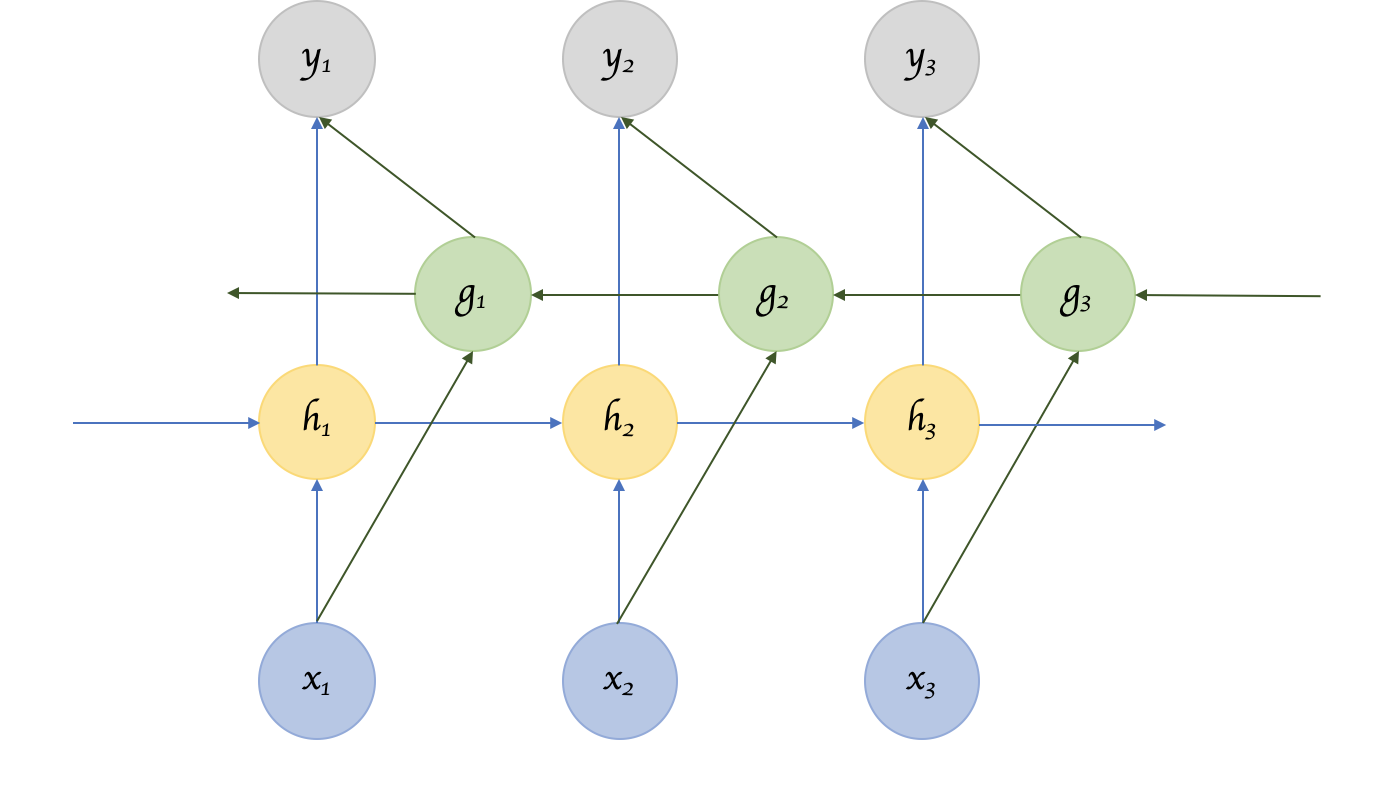 y₁ y₂ y₃
g₁ g₂ g₃
h₁ h₂ h₃
x₁ x₂ x₃